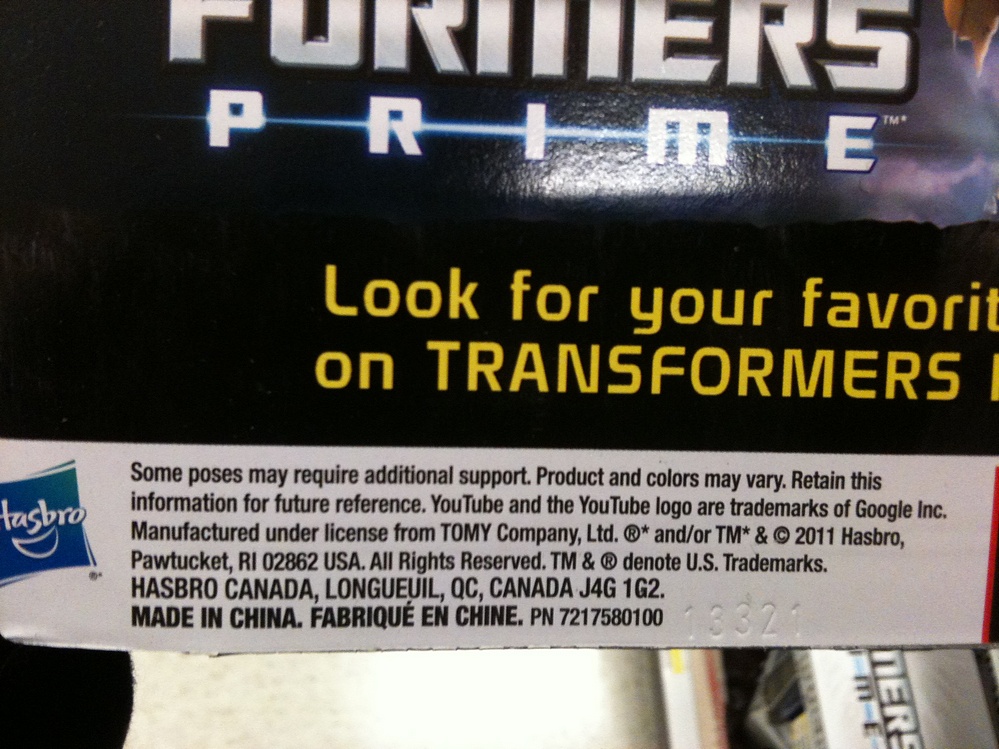 FORMERS
PRIME™*
Look for your favorit
on TRANSFORMERS
Hasbro
®*
Some poses may require additional support. Product and colors may vary. Retain this
information for future reference. YouTube and the YouTube logo are trademarks of Google Inc.
Manufactured under license from TOMY Company, Ltd. ®* and/or TM* & © 2011 Hasbro,
Pawtucket, RI 02862 USA. All Rights Reserved. TM & ® denote U.S. Trademarks.
HASBRO CANADA, LONGUEUIL, QC, CANADA J4G 1G2.
MADE IN CHINA. FABRIQUÉ EN CHINE. PN 7217580100
13321